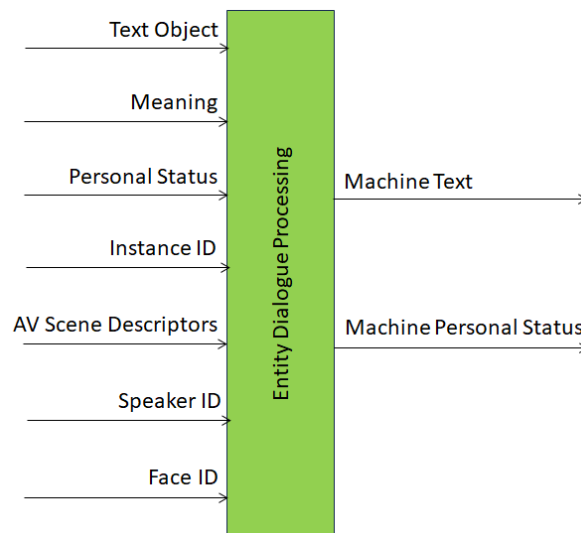 Text Object
Meaning
Personal Status
Instance ID
AV Scene Descriptors
Speaker ID
Face ID
Entity Dialogue Processing
Machine Text
Machine Personal Status